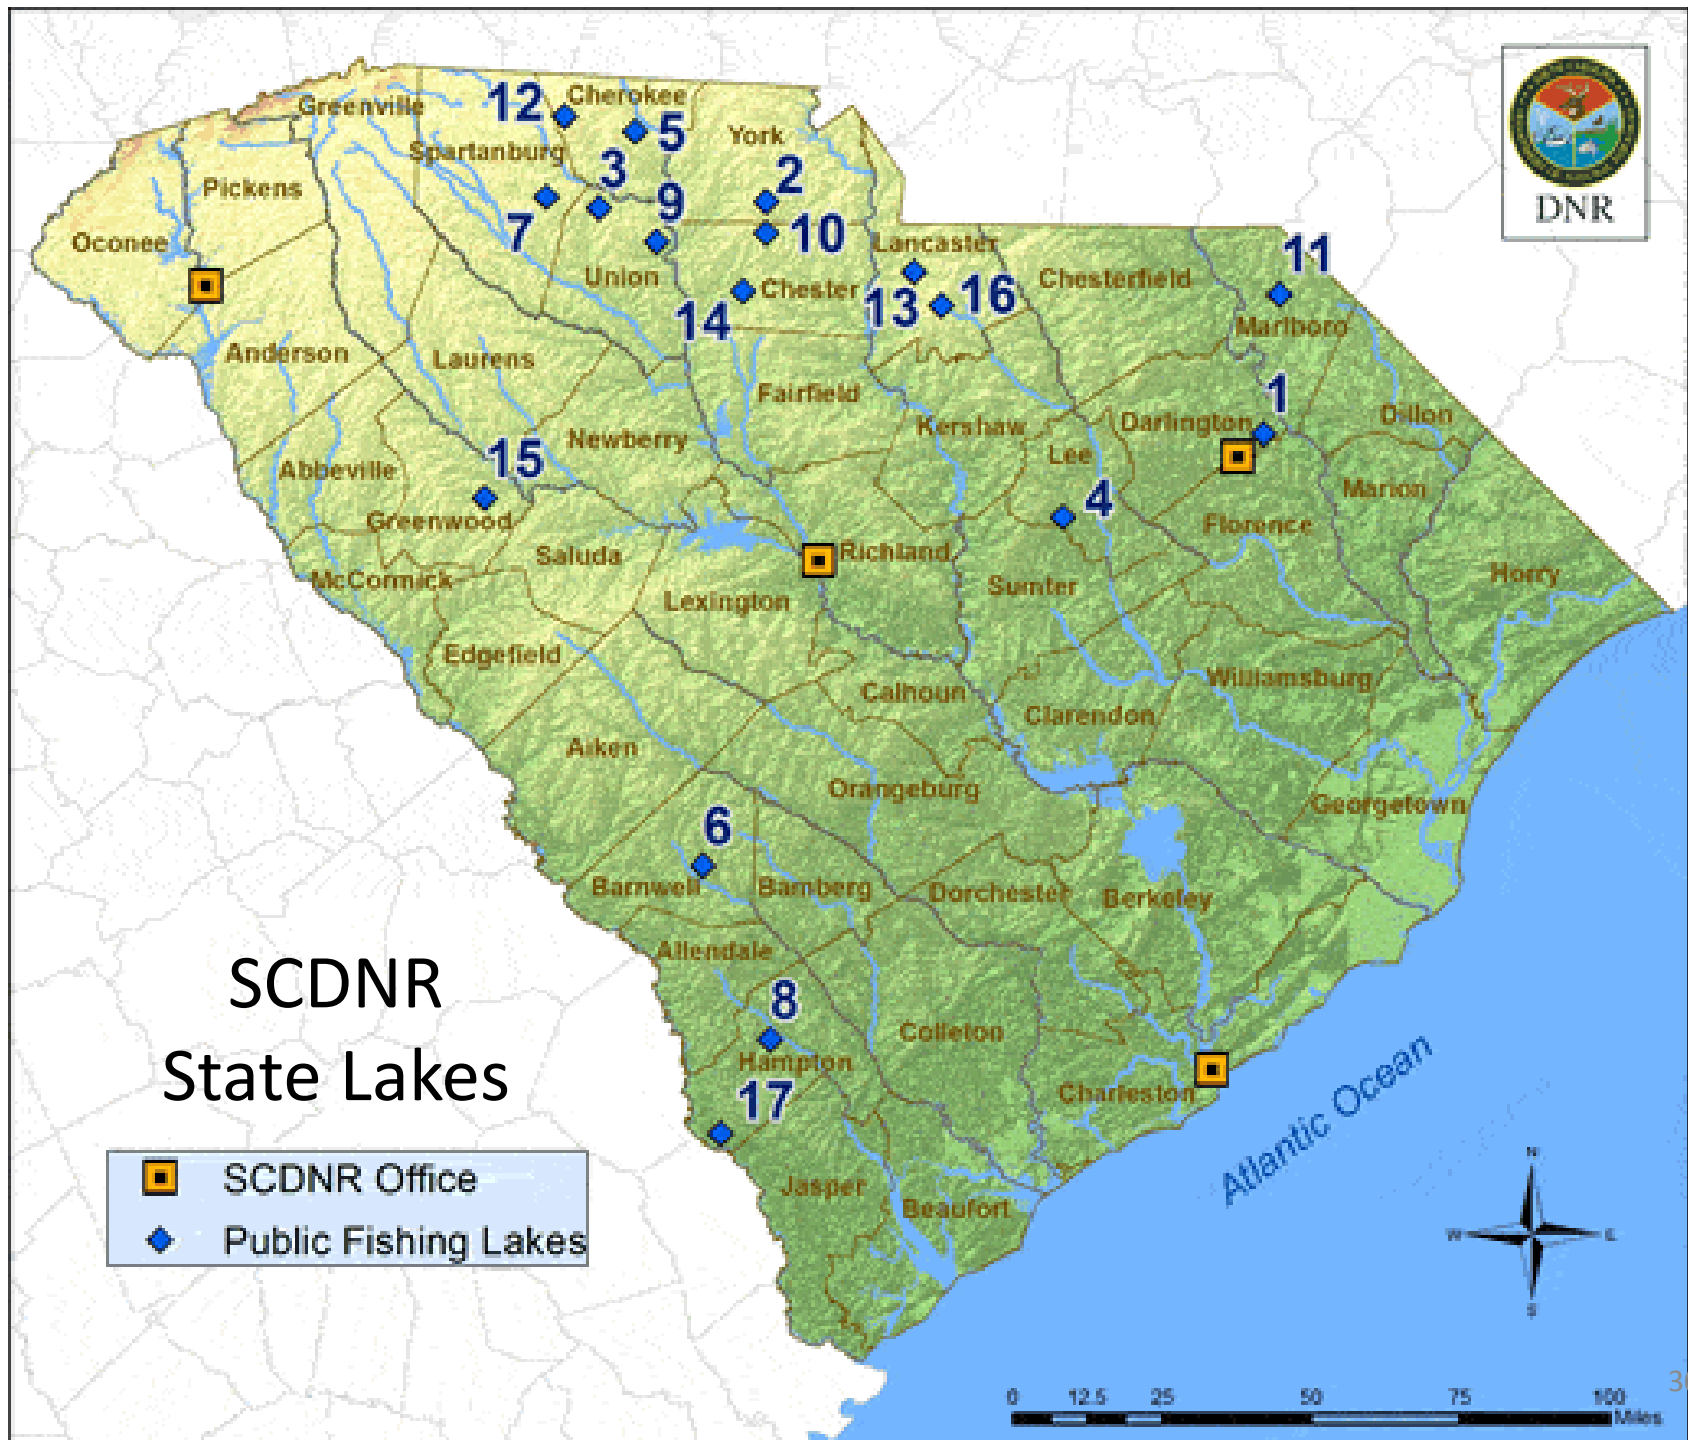 Greenville
12
Cherokee
5
York
DNR
Spartanburg
3
2
Pickens
9
7
10
Oconee
Lancaster
11
Union
Chesterfield
Chester
13
16
14
Marlboro
Anderson
Laurens
Fairfield
1
Dillon
Darlington
Kershaw
Newberry
Lee
15
Abbeville
Marion
4
Greenwood
Florence
Saluda
Richland
Horry
McCormick
Sumter
Lexington
Edgefield
Williamsburg
Calhoun
Clarendon
Aiken
Orangeburg
Georgetown
6
Barnwell
Bamberg
Dorchester
Berkeley
Allendale
SCDNR
State Lakes
8
Colleton
Hampton
Charleston
17
Atlantic Ocean
Jasper
Beaufort
SCDNR Office
Public Fishing Lakes
N
W
E
S
0 12.5 25 50 75 100
Miles